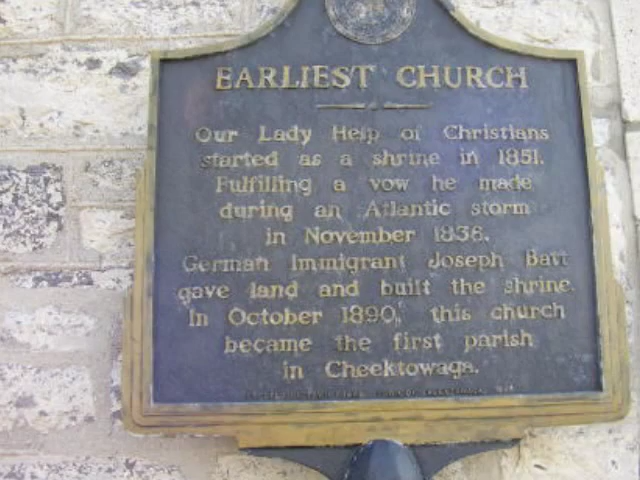 EARLIEST CHURCH
Our Lady Help of Christians
started as a shrine in 1851.
Fulfilling a vow he made
during an Atlantic storm
in November 1836.
German Immigrant Joseph Batt
gave land and built the shrine.
In October 1890, this church
became the first parish
in Cheektowaga.